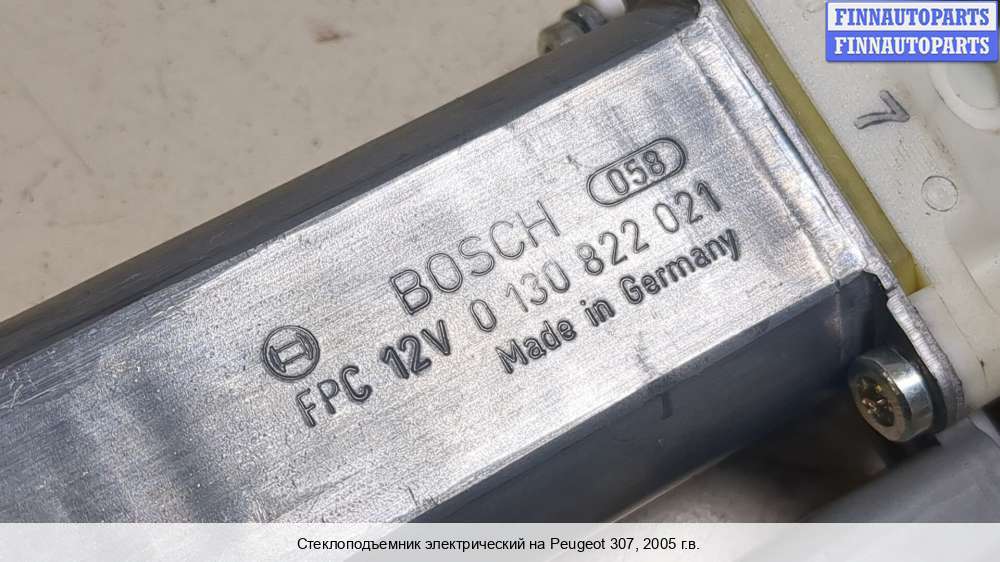 FINNAUTOPARTS
FINNAUTOPARTS
7
058
BOSCH
FPC 12V 0 130 822 021
Made in Germany
Стеклоподъемник электрический на Peugeot 307, 2005 г.в.